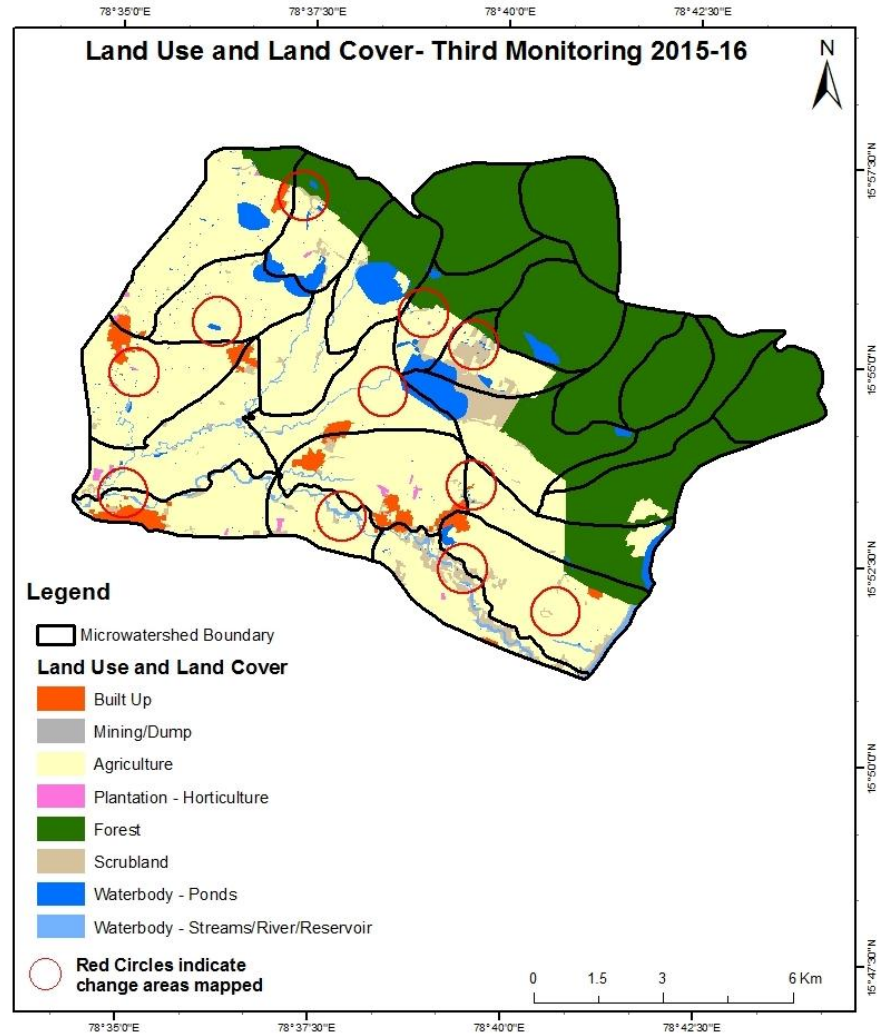 78°35'0"E 78°37'30"E 78°40'0"E 78°42'30"E
Land Use and Land Cover- Third Monitoring 2015-16
N
15°57'30"N
15°55'0"N
15°52'30"N
15°50'0"N
15°47'30"N
Legend
Microwatershed Boundary
Land Use and Land Cover
Built Up
Mining/Dump
Agriculture
Plantation - Horticulture
Forest
Scrubland
Waterbody - Ponds
Waterbody - Streams/River/Reservoir
Red Circles indicate
change areas mapped
0 1.5 3 6 Km
78°35'0"E 78°37'30"E 78°40'0"E 78°42'30"E